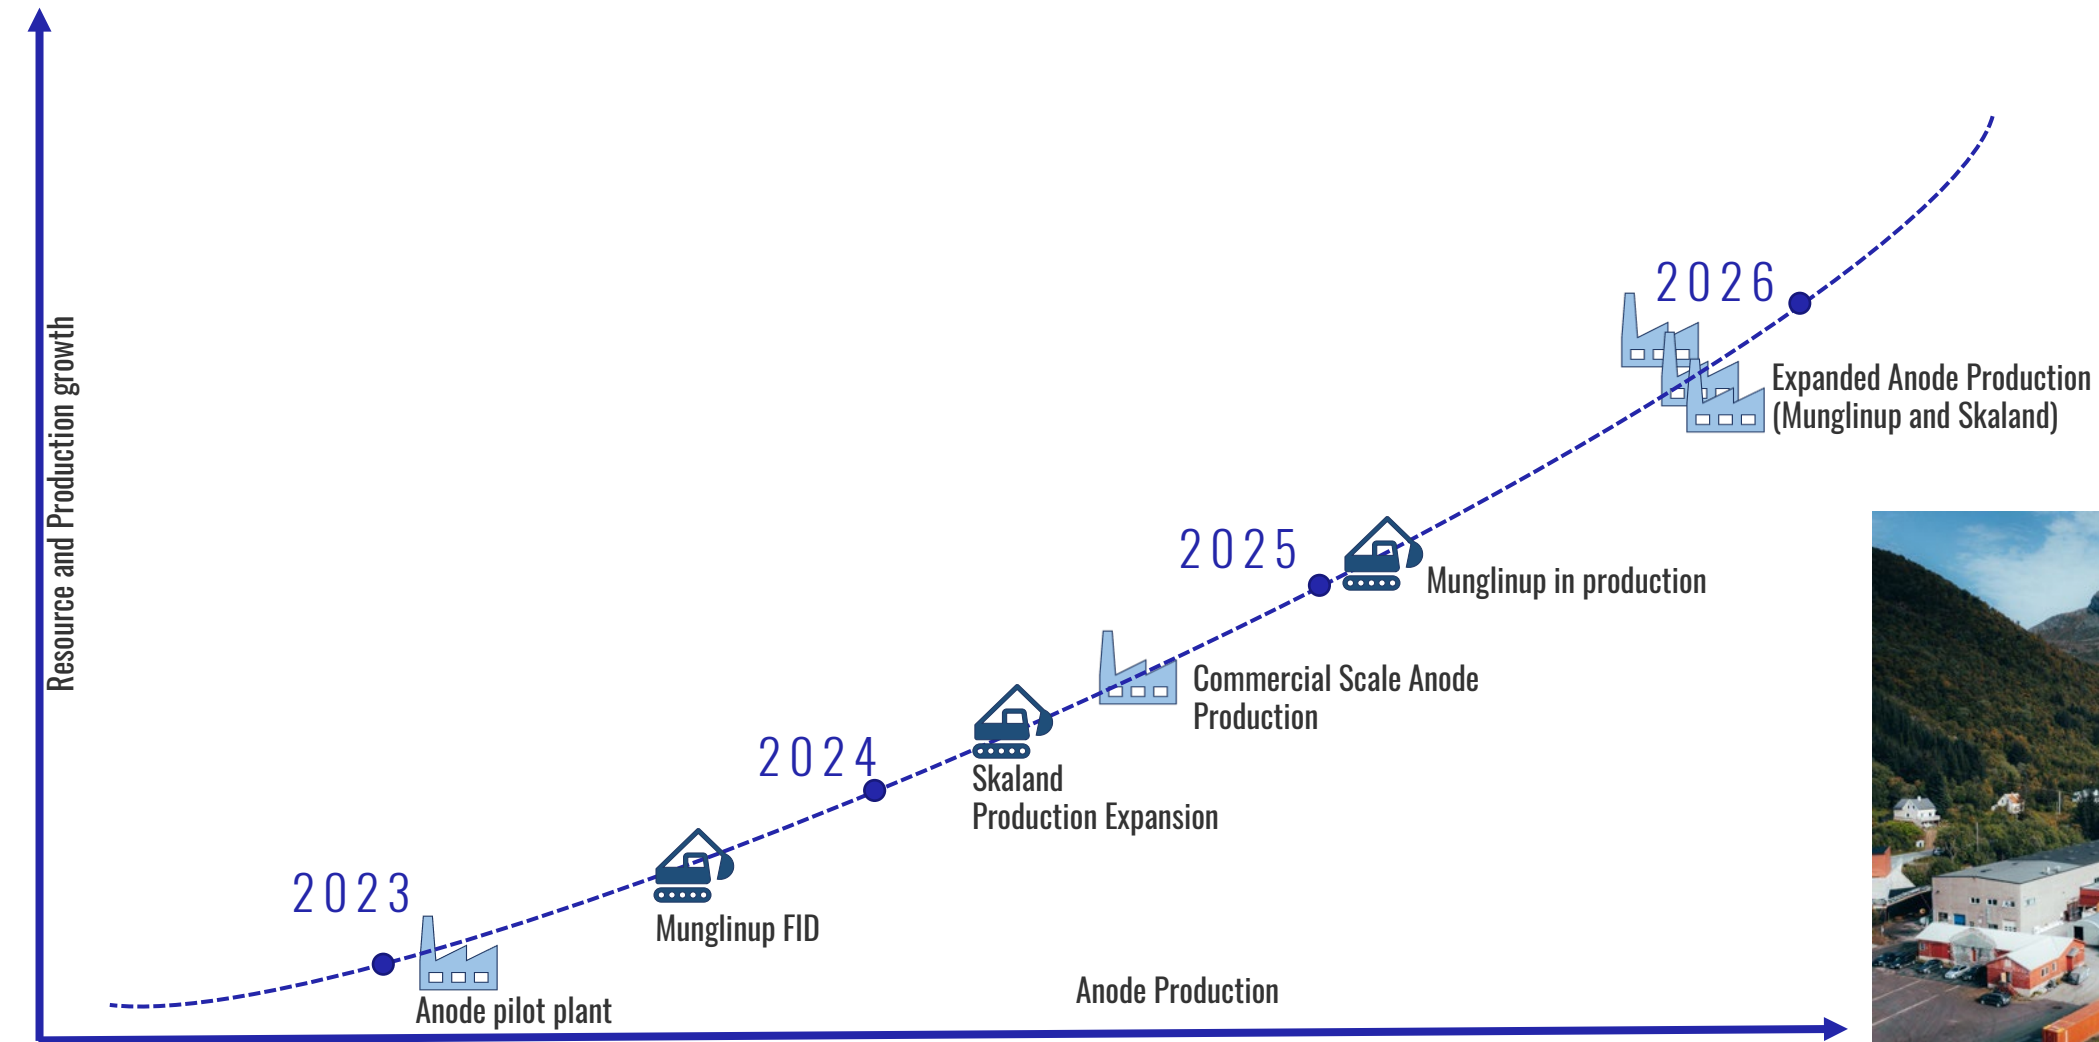 Resource and Production growth
2026
Expanded Anode Production
(Munglinup and Skaland)
2025
Munglinup in production
Commercial Scale Anode
Production
2024
Skaland
Production Expansion
2023
Munglinup FID
Anode pilot plant
Anode Production